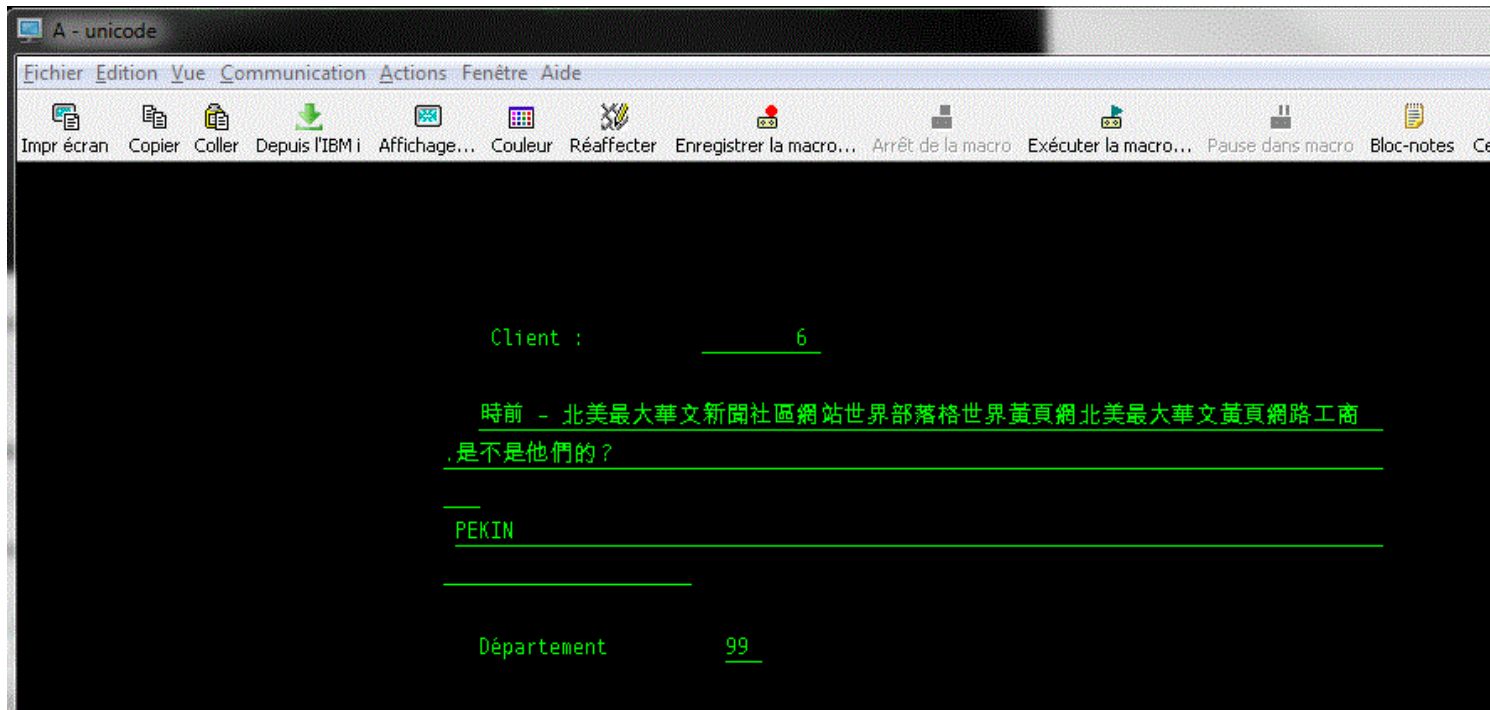 A - unicode
Fichier Edition Vue Communication Actions Fenêtre Aide
Impr écran Copier Coller Depuis l'IBM i Affichage... Couleur Réaffecter Enregistrer la macro... Arrêt de la macro Exécuter la macro... Pause dans macro Bloc-notes Ce
Client : 6
時前 - 北美最大華文新聞社區網站世界部落格世界黃頁網北美最大華文黃頁網路工商
.是不是他們的?
PEKIN
Département 99